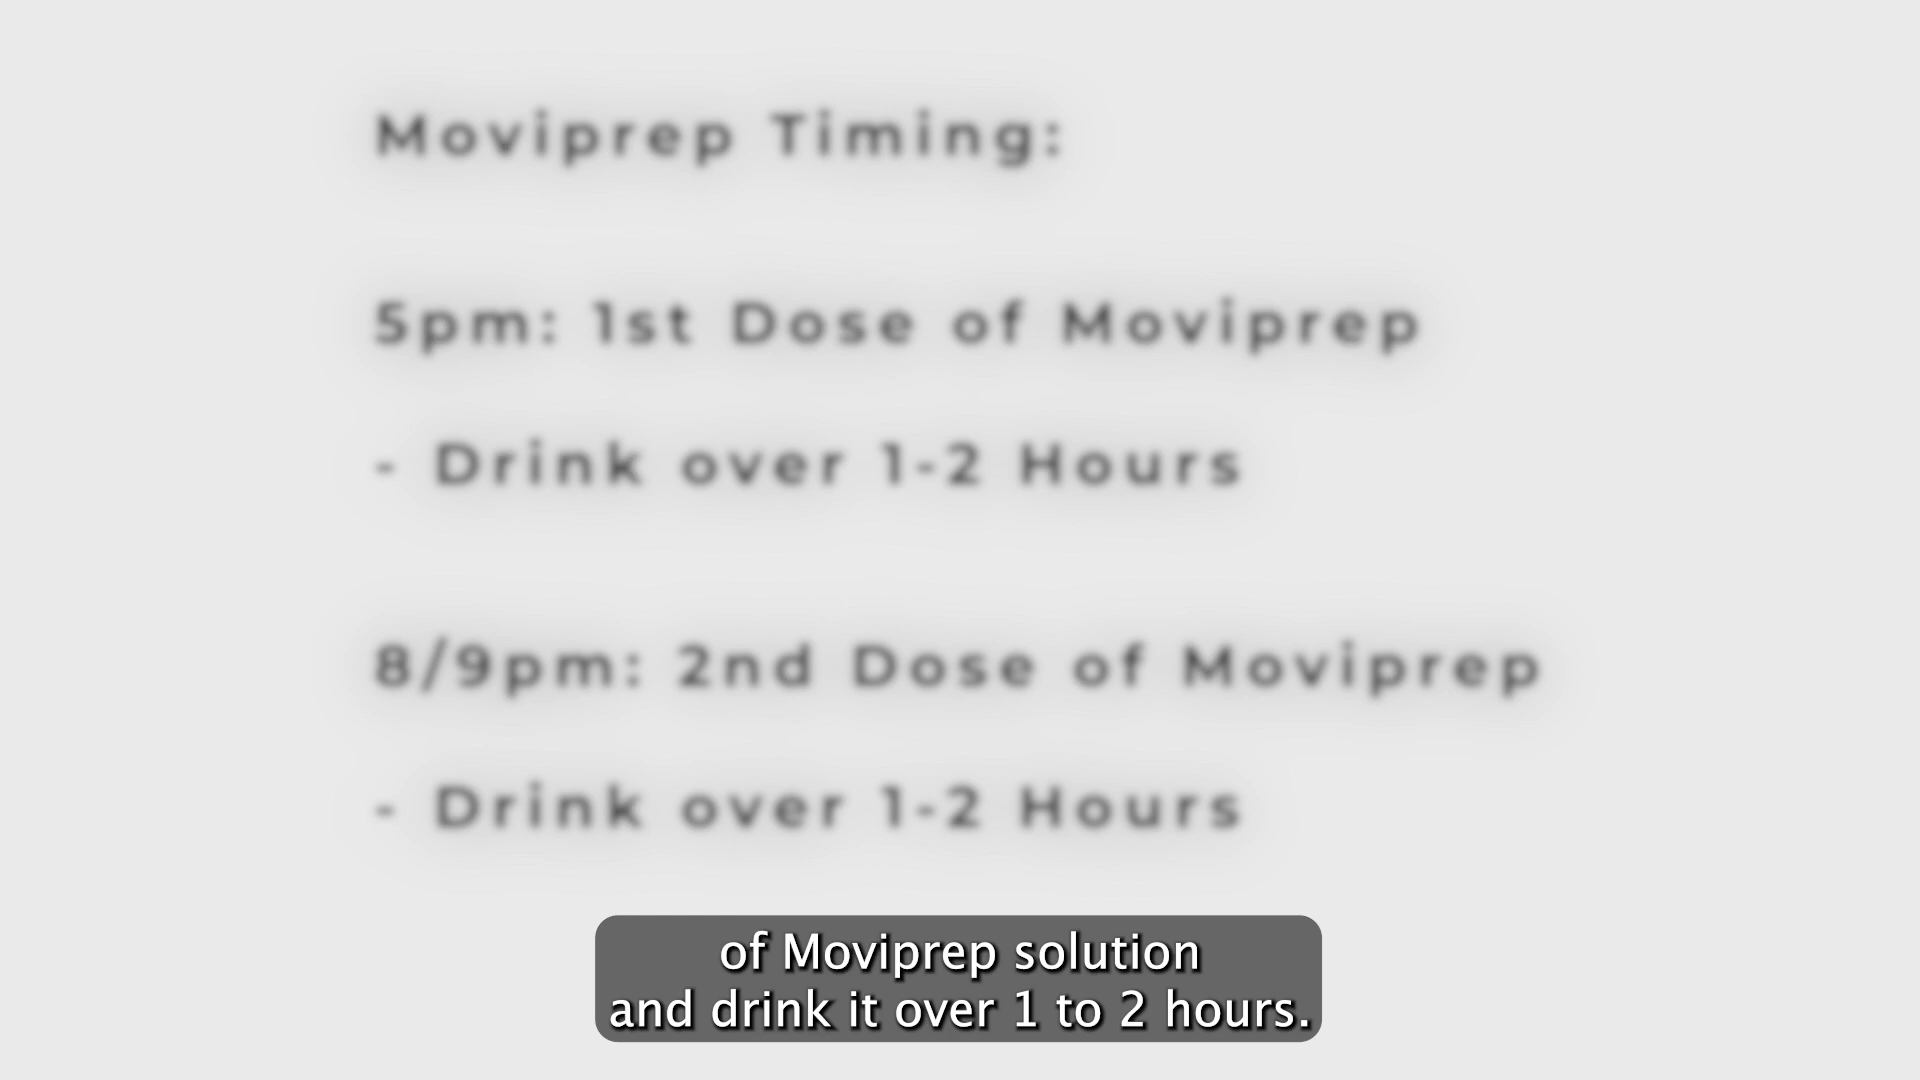 Moviprep Timing:
5pm: 1st Dose of Moviprep
- Drink over 1-2 Hours
8/9pm: 2nd Dose of Moviprep
- Drink over 1-2 Hours
of Moviprep solution
and drink it over 1 to 2 hours.